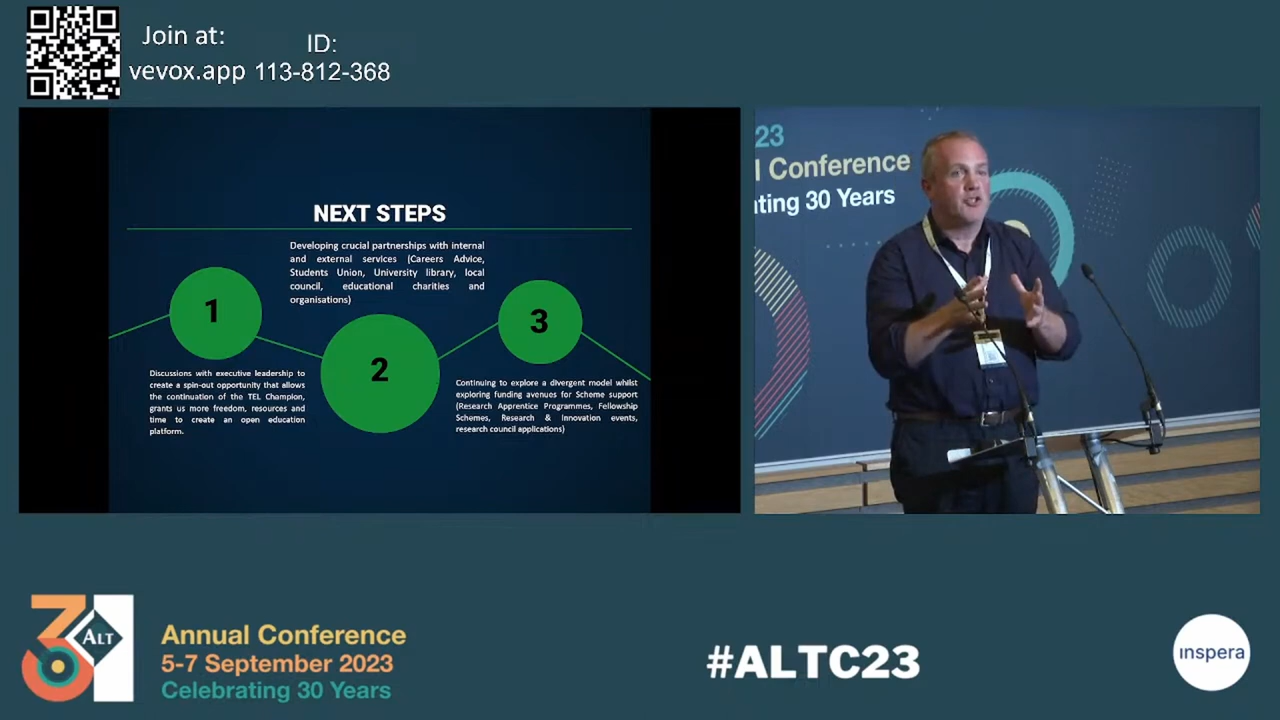 Join at:
vevox.app
ID:
113-812-368
NEXT STEPS
Developing crucial partnerships with internal
and external services (Careers Advice,
Students Union, University library, local
council, educational charities and
organisations)
1
2
3
Discussions with executive leadership to
create a spin-out opportunity that allows
the continuation of the TEL Champion,
grants us more freedom, resources and
time to create an open education
platform.
Continuing to explore a divergent model whilst
exploring funding avenues for Scheme support
(Research Apprentice Programmes, Fellowship
Schemes, Research & Innovation events,
research council applications)
23
l Conference
ting 30 Years
30
ALT
Annual Conference
5-7 September 2023
Celebrating 30 Years
#ALTC23
inspera